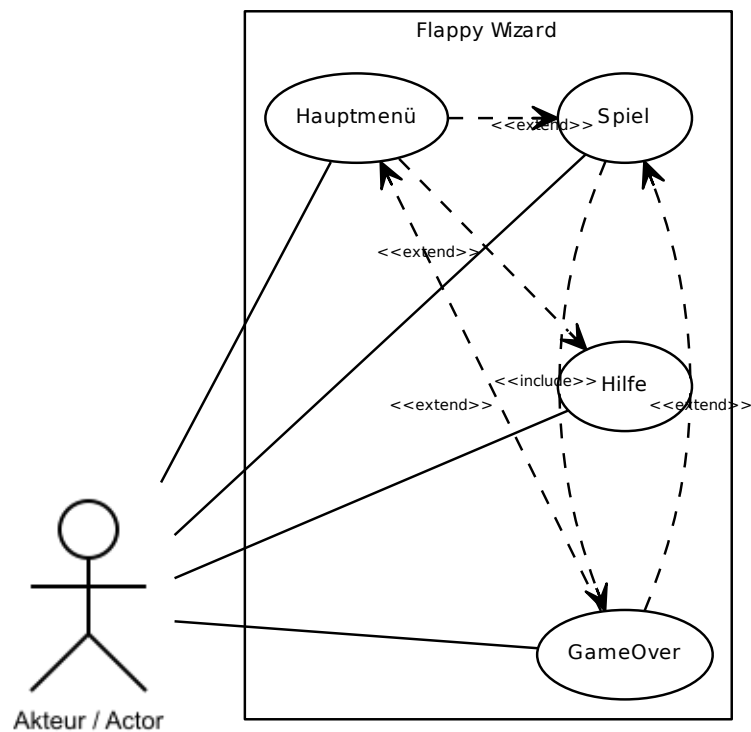 Flappy Wizard
Hauptmenü
Spiel
<<extend>>
<<extend>>
<<include>>
Hilfe
<<extend>>
<<extend>>
GameOver
Akteur / Actor